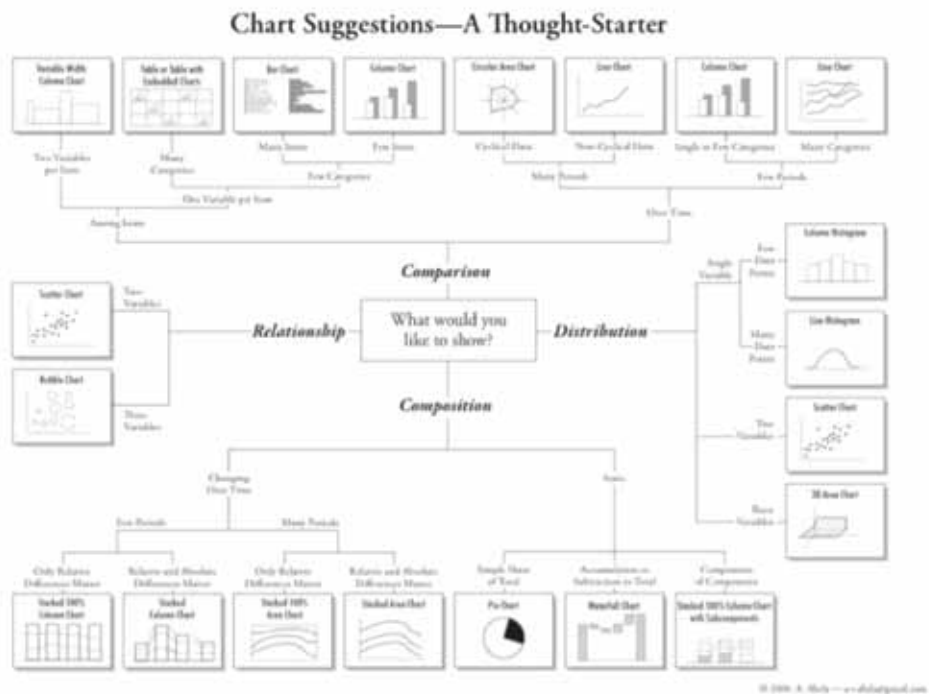 Chart Suggestions—A Thought-Starter
Variable Width
Column Chart
Table or Table with
Embedded Charts
Bar Chart
Column Chart
Circular Area Chart
Line Chart
Column Chart
Line Chart
Two Variables
per Item
Many
Categories
Many Items
Few Items
Cyclical Data
Non-Cyclical Data
Single or Few Categories
Many Categories
Few Categories
Many Periods
Few Periods
One Variable per Item
Among Items
Over Time
Comparison
What would you
like to show?
Relationship
Two
Variables
Scatter Chart
Three
Variables
Bubble Chart
Distribution
Single
Variable
Few
Data
Points
Column Histogram
Many
Data
Points
Line Histogram
Two
Variables
Scatter Chart
Three
Variables
3D Area Chart
Composition
Changing
Over Time
Static
Few Periods
Many Periods
Only Relative
Differences Matter
Relative and Absolute
Differences Matter
Only Relative
Differences Matter
Relative and Absolute
Differences Matter
Simple Share
of Total
Accumulation or
Subtraction to Total
Components
of Components
Stacked 100%
Column Chart
Stacked
Column Chart
Stacked 100%
Area Chart
Stacked Area Chart
Pie Chart
Waterfall Chart
Stacked 100% Column Chart
with Subcomponents